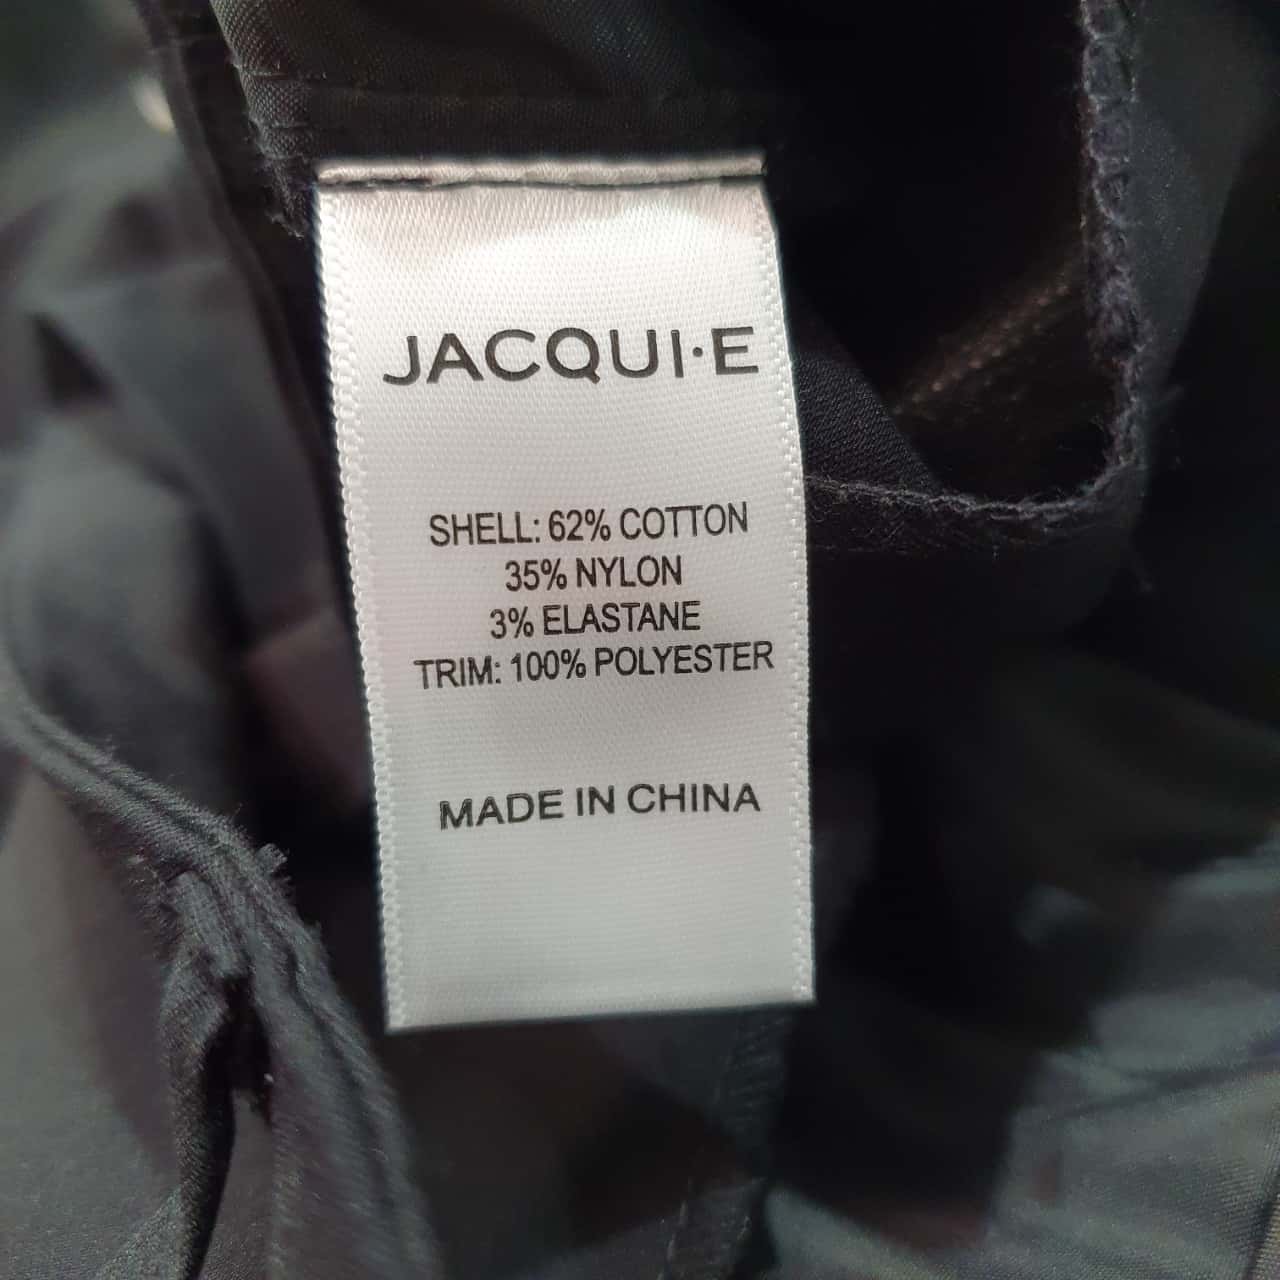 JACQUI·E
SHELL: 62% COTTON
35% NYLON
3% ELASTANE
TRIM: 100% POLYESTER
MADE IN CHINA